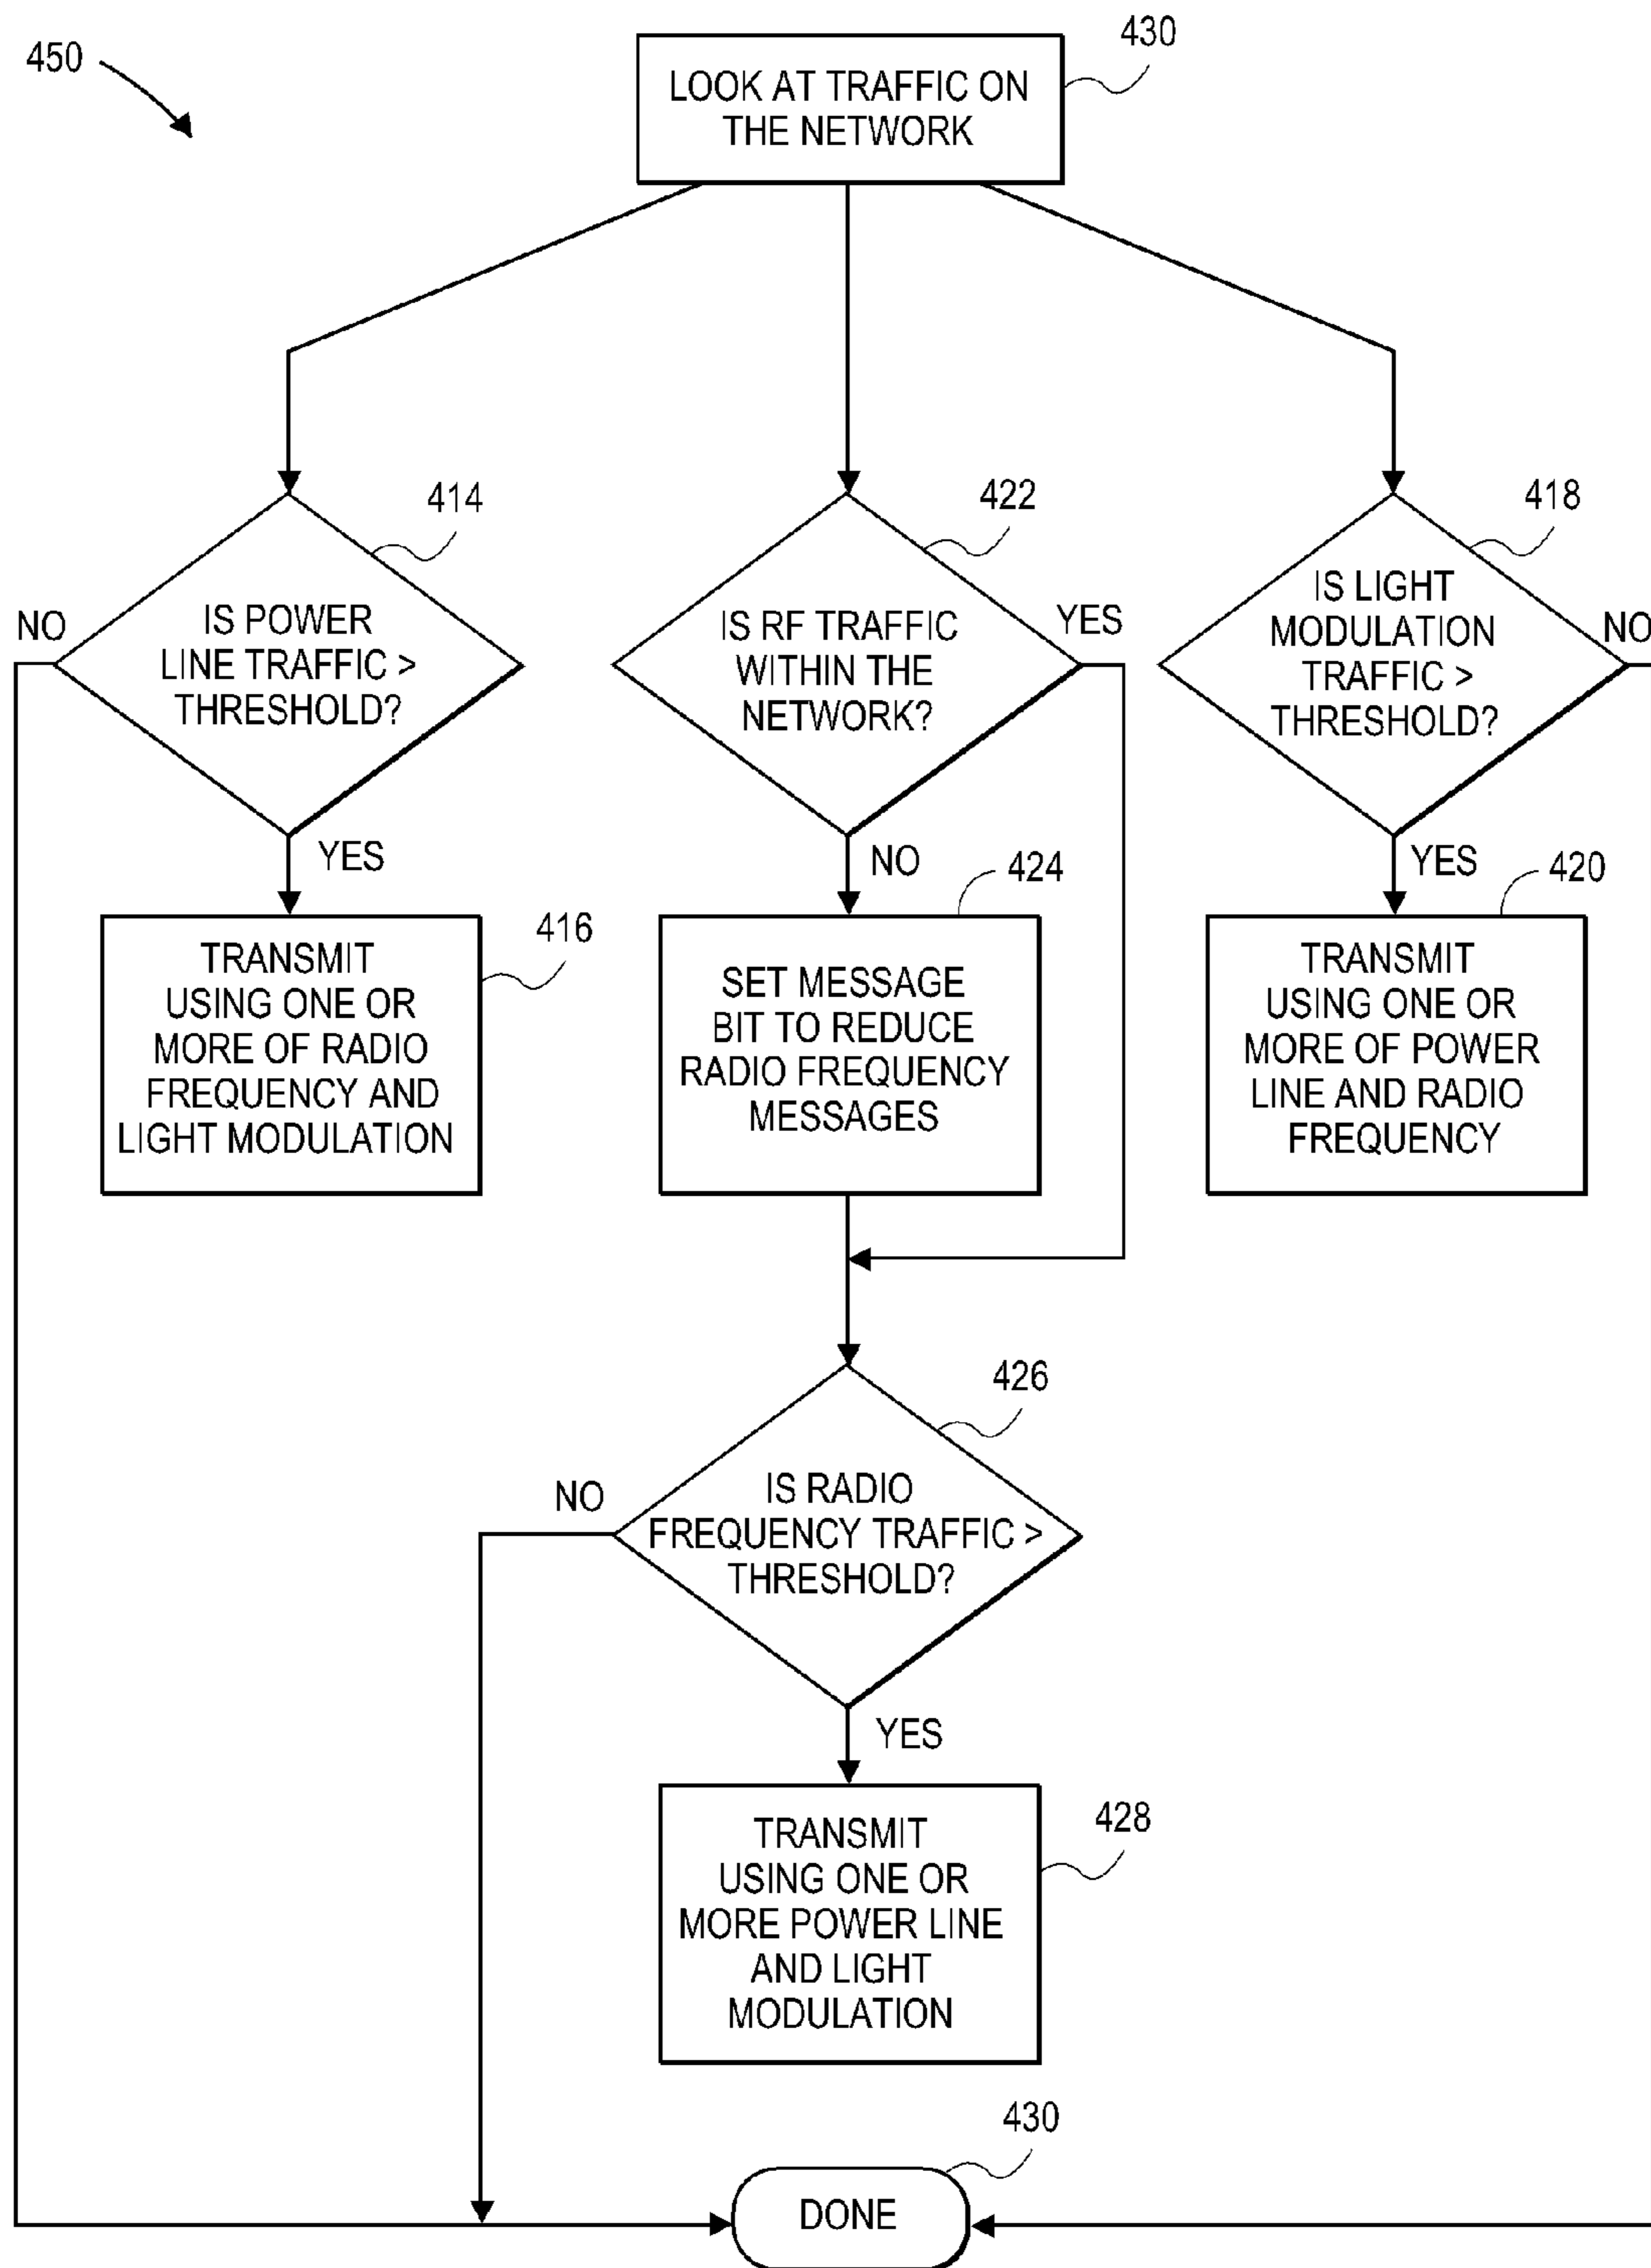 450
430
LOOK AT TRAFFIC ON
THE NETWORK
414
422
418
NO
IS POWER
LINE TRAFFIC >
THRESHOLD?
IS RF TRAFFIC
WITHIN THE
NETWORK?
YES
IS LIGHT
MODULATION
TRAFFIC >
THRESHOLD?
NO
YES
NO
YES
416
TRANSMIT
USING ONE OR
MORE OF RADIO
FREQUENCY AND
LIGHT MODULATION
424
SET MESSAGE
BIT TO REDUCE
RADIO FREQUENCY
MESSAGES
420
TRANSMIT
USING ONE OR
MORE OF POWER
LINE AND RADIO
FREQUENCY
426
NO
IS RADIO
FREQUENCY TRAFFIC >
THRESHOLD?
YES
428
TRANSMIT
USING ONE OR
MORE POWER LINE
AND LIGHT
MODULATION
430
DONE